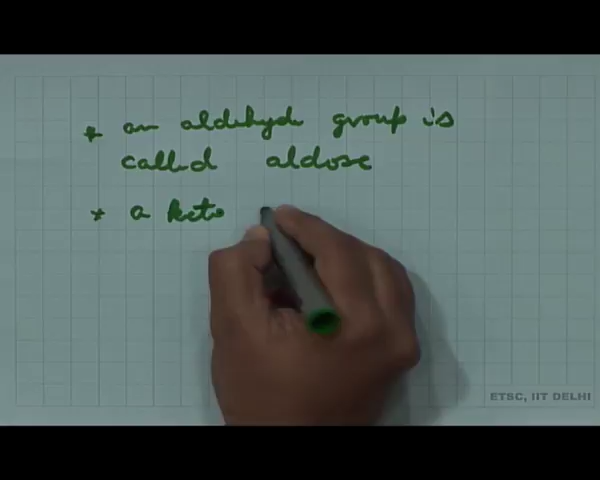 * an aldehyde group is
called aldose
* a keto
ETSC, IIT DELHI